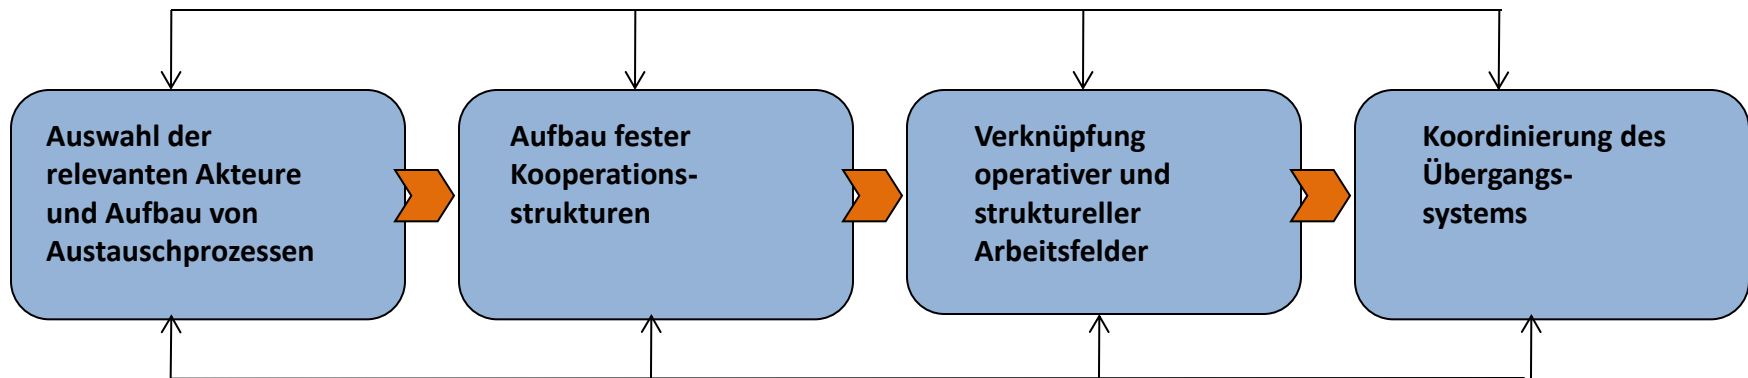 Auswahl der
relevanten Akteure
und Aufbau von
Austauschprozessen
Aufbau fester
Kooperations-
strukturen
Verknüpfung
operativer und
struktureller
Arbeitsfelder
Koordinierung des
Übergangs-
systems